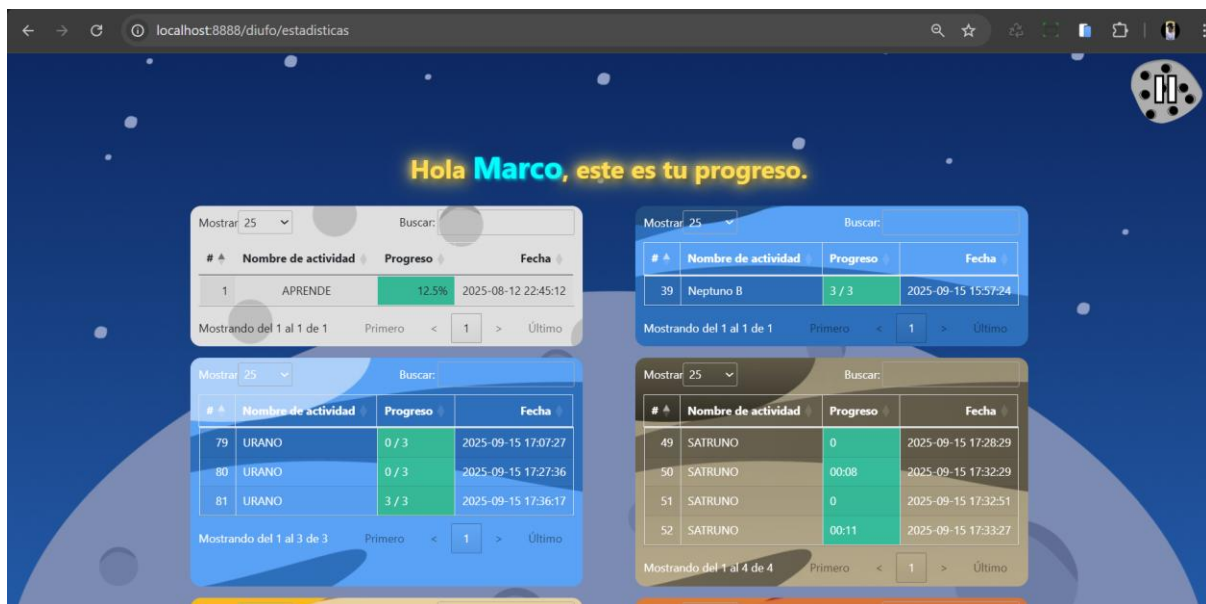 localhost:8888/diufo/estadisticas
Hola Marco, este es tu progreso.
Mostrar 25 Buscar:
# Nombre de actividad Progreso Fecha
1 APRENDE 12.5% 2025-08-12 22:45:12
Mostrando del 1 al 1 de 1 Primero < 1 > Último
Mostrar 25 Buscar:
# Nombre de actividad Progreso Fecha
39 Neptuno B 3 / 3 2025-09-15 15:57:24
Mostrando del 1 al 1 de 1 Primero < 1 > Último
Mostrar 25 Buscar:
# Nombre de actividad Progreso Fecha
79 URANO 0 / 3 2025-09-15 17:07:27
80 URANO 0 / 3 2025-09-15 17:27:36
81 URANO 3 / 3 2025-09-15 17:36:17
Mostrando del 1 al 3 de 3 Primero < 1 > Último
Mostrar 25 Buscar:
# Nombre de actividad Progreso Fecha
49 SATRUNO 0 2025-09-15 17:28:29
50 SATRUNO 00:08 2025-09-15 17:32:29
51 SATRUNO 0 2025-09-15 17:32:51
52 SATRUNO 00:11 2025-09-15 17:33:27
Mostrando del 1 al 4 de 4 Primero < 1 > Último